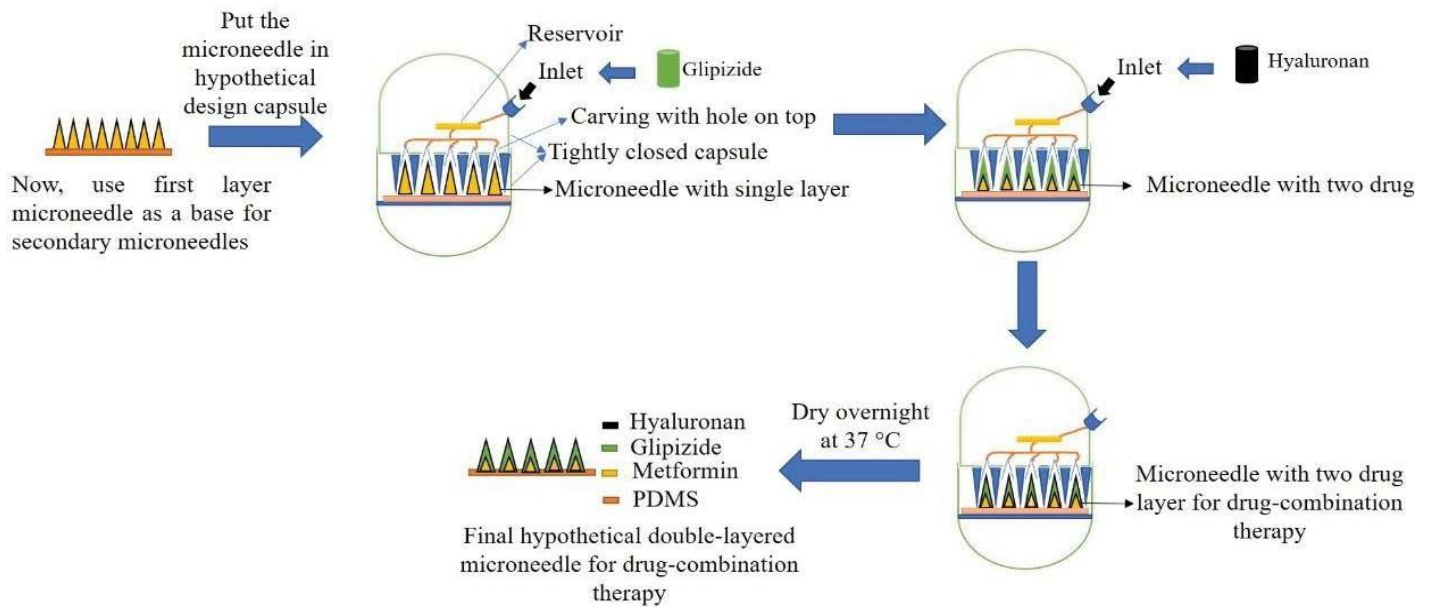 Put the
microneedle in
hypothetical
design capsule
Now, use first layer
microneedle as a base for
secondary microneedles
Reservoir
Inlet
Glipizide
Carving with hole on top
Tightly closed capsule
Microneedle with single layer
Inlet
Hyaluronan
Microneedle with two drug
Microneedle with two drug
layer for drug-combination
therapy
Dry overnight
at 37 °C
Hyaluronan
Glipizide
Metformin
PDMS
Final hypothetical double-layered
microneedle for drug-combination
therapy